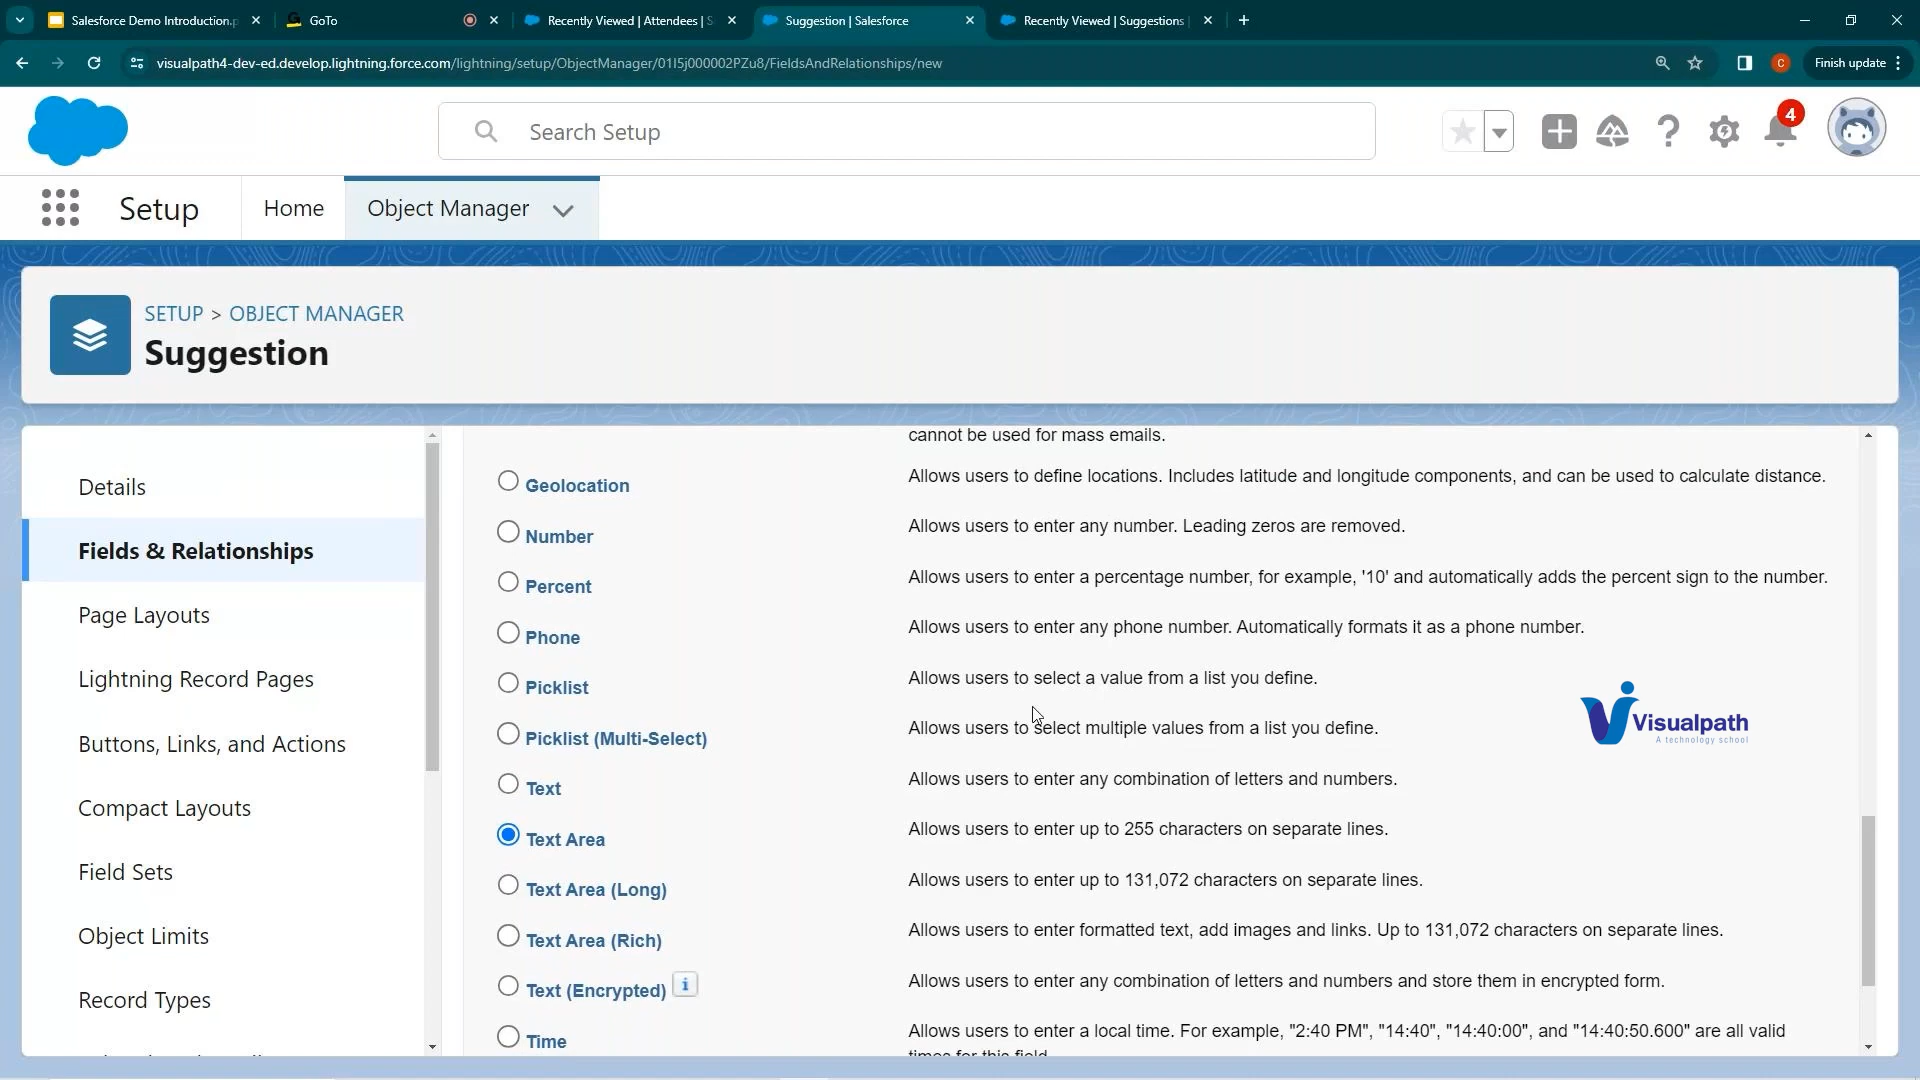 Salesforce Demo Introduction.p
GoTo
Recently Viewed | Attendees | S
Suggestion | Salesforce
Recently Viewed | Suggestions
visualpath4-dev-ed.develop.lightning.force.com/lightning/setup/ObjectManager/01I5j000002PZu8/FieldsAndRelationships/new
C
Finish update
Search Setup
4
Setup
Home
Object Manager
SETUP > OBJECT MANAGER
Suggestion
Details
Fields & Relationships
Page Layouts
Lightning Record Pages
Buttons, Links, and Actions
Compact Layouts
Field Sets
Object Limits
Record Types
cannot be used for mass emails.
Geolocation Allows users to define locations. Includes latitude and longitude components, and can be used to calculate distance.
Number Allows users to enter any number. Leading zeros are removed.
Percent Allows users to enter a percentage number, for example, '10' and automatically adds the percent sign to the number.
Phone Allows users to enter any phone number. Automatically formats it as a phone number.
Picklist Allows users to select a value from a list you define.
Picklist (Multi-Select) Allows users to select multiple values from a list you define.
Text Allows users to enter any combination of letters and numbers.
Text Area Allows users to enter up to 255 characters on separate lines.
Text Area (Long) Allows users to enter up to 131,072 characters on separate lines.
Text Area (Rich) Allows users to enter formatted text, add images and links. Up to 131,072 characters on separate lines.
Text (Encrypted) i Allows users to enter any combination of letters and numbers and store them in encrypted form.
Time Allows users to enter a local time. For example, "2:40 PM", "14:40", "14:40:00", and "14:40:50.600" are all valid
times for this field.
Visualpath
A technology school